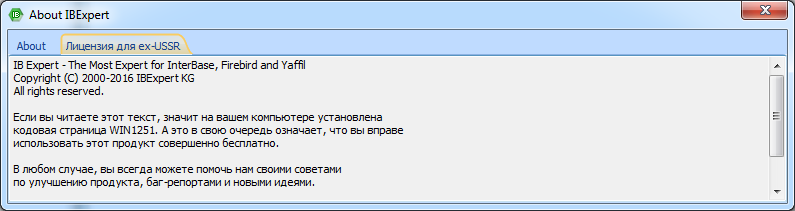 About IBExpert
About
Лицензия для ex-USSR
IB Expert - The Most Expert for InterBase, Firebird and Yaffil
Copyright (C) 2000-2016 IBExpert KG
All rights reserved.
Если вы читаете этот текст, значит на вашем компьютере установлена
кодовая страница WIN1251. А это в свою очередь означает, что вы вправе
использовать этот продукт совершенно бесплатно.
В любом случае, вы всегда можете помочь нам своими советами
по улучшению продукта, баг-репортами и новыми идеями.